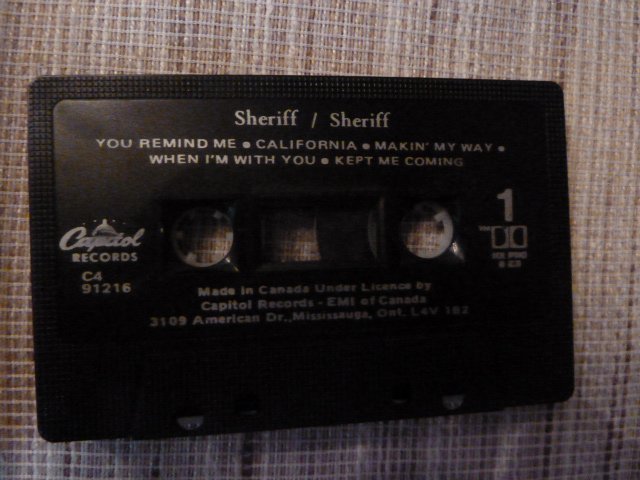 Sheriff / Sheriff
YOU REMIND ME • CALIFORNIA • MAKIN' MY WAY •
WHEN I'M WITH YOU • KEPT ME COMING
1
Capitol
RECORDS
C4
91216
Made in Canada Under Licence by
Capitol Records - EMI of Canada
3109 American Dr., Mississauga, Ont. L4V 1B2